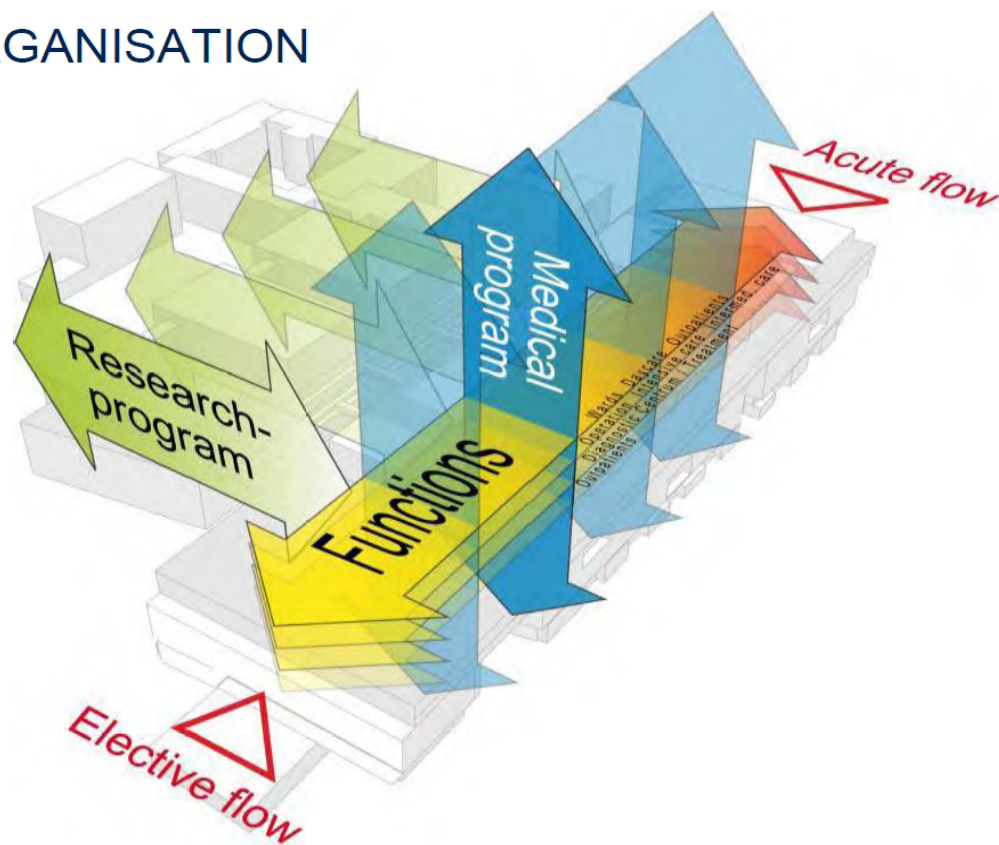 GANISATION
Acute flow
Medical
program
Research-
program
Functions
Wards Daycare Outpatients
Operation Intensive care Intermed. care
Diagnostic Centrum / Treatment
Outpatients
Elective flow